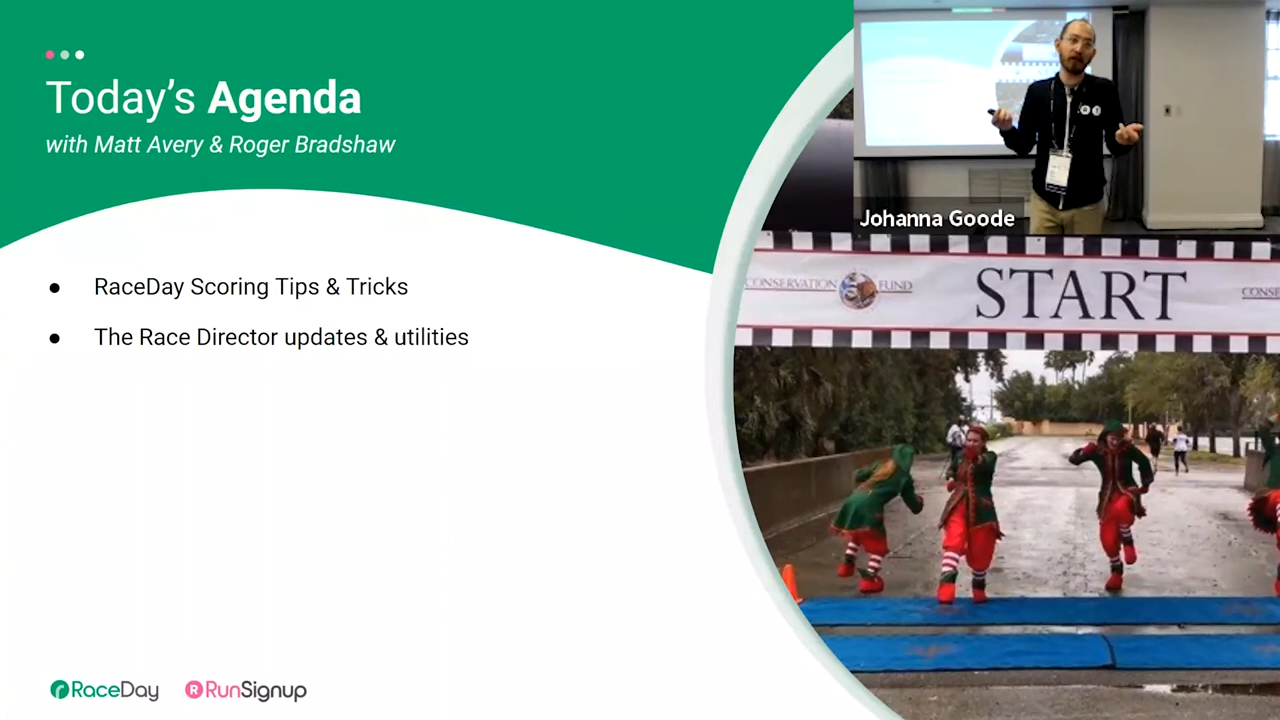 Today's Agenda
with Matt Avery & Roger Bradshaw
Johanna Goode
CONSERVATION FUND
START
● RaceDay Scoring Tips & Tricks
● The Race Director updates & utilities
RaceDay RunSignup